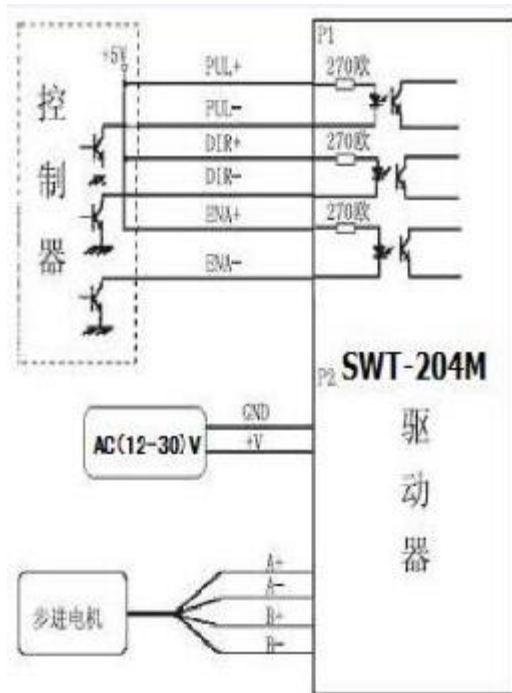 P1
+5V
PUL+
270欧
PUL-
DIR+
270欧
DIR-
ENA+
270欧
ENA-
控制器
P2
SWT-204M
驱动器
GND
+V
AC(12-30)V
A+
A-
B+
B-
步进电机